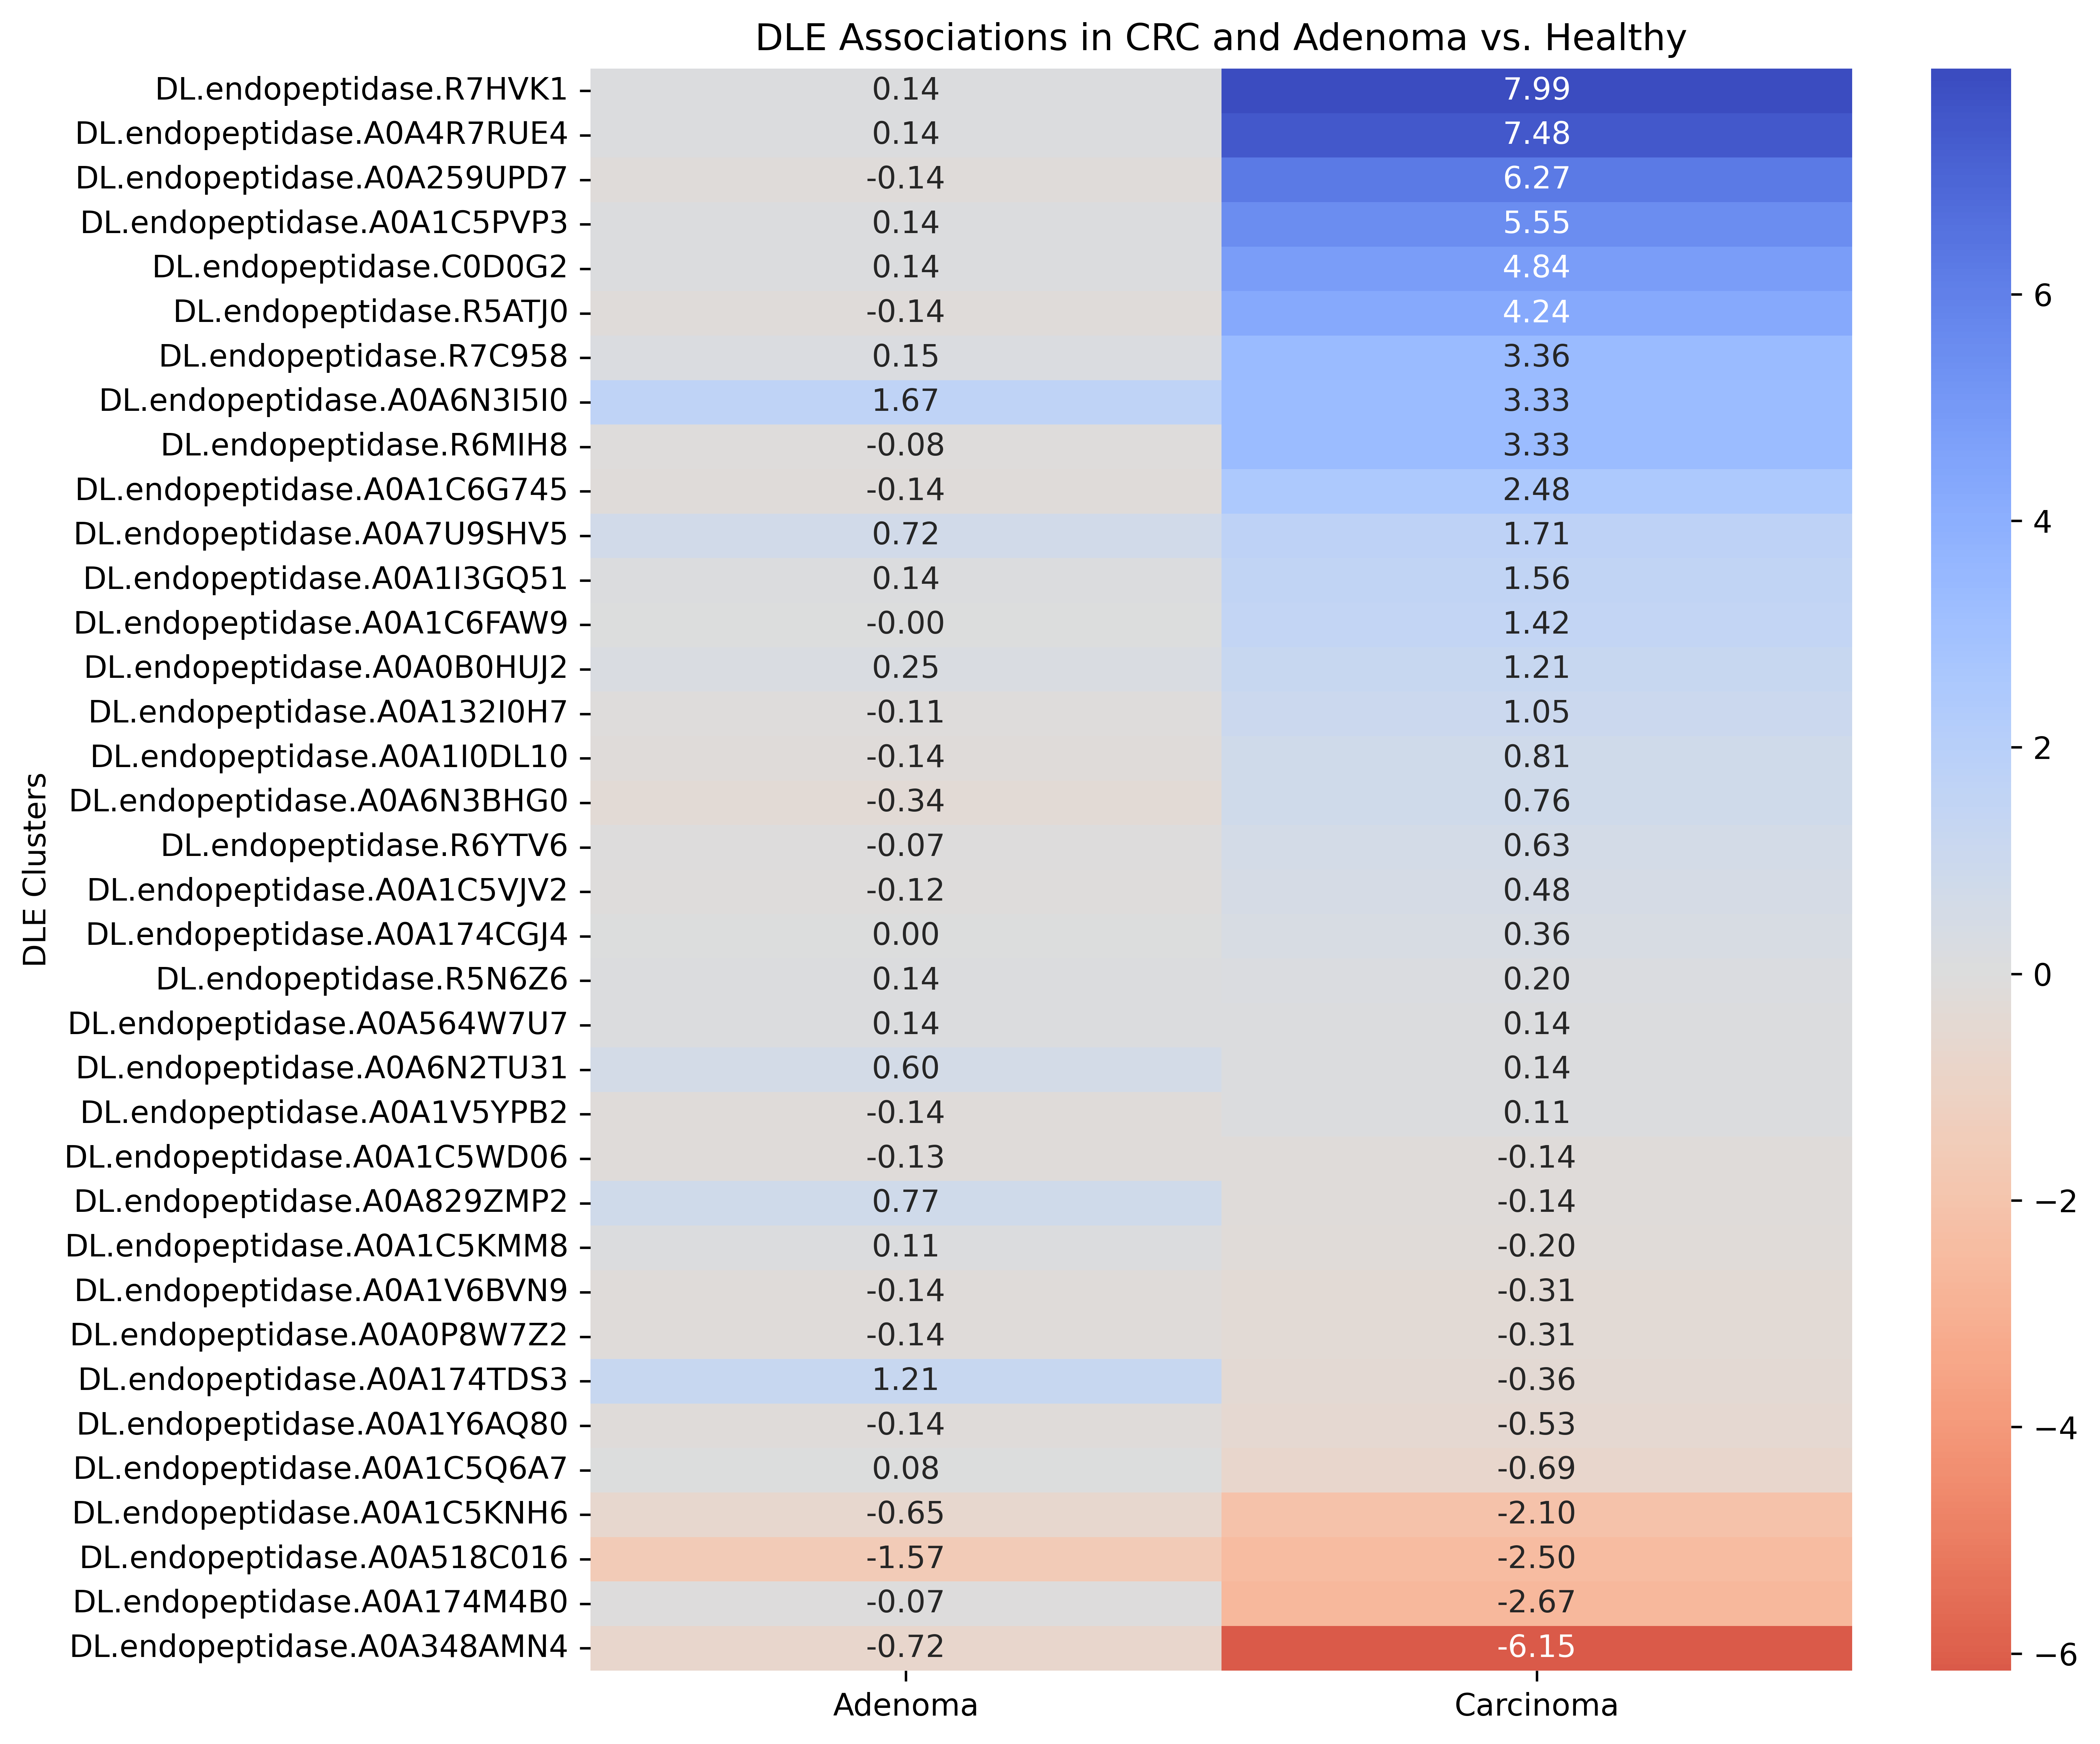 DLE Associations in CRC and Adenoma vs. Healthy
DL.endopeptidase.R7HVK1 0.14 7.99
DL.endopeptidase.A0A4R7RUE4 0.14 7.48
DL.endopeptidase.A0A259UPD7 -0.14 6.27
DL.endopeptidase.A0A1C5PVP3 0.14 5.55
DL.endopeptidase.C0D0G2 0.14 4.84
DL.endopeptidase.R5ATJ0 -0.14 4.24
DL.endopeptidase.R7C958 0.15 3.36
DL.endopeptidase.A0A6N3I5I0 1.67 3.33
DL.endopeptidase.R6MIH8 -0.08 3.33
DL.endopeptidase.A0A1C6G745 -0.14 2.48
DL.endopeptidase.A0A7U9SHV5 0.72 1.71
DL.endopeptidase.A0A1I3GQ51 0.14 1.56
DL.endopeptidase.A0A1C6FAW9 -0.00 1.42
DL.endopeptidase.A0A0B0HUJ2 0.25 1.21
DL.endopeptidase.A0A132I0H7 -0.11 1.05
DL.endopeptidase.A0A1I0DL10 -0.14 0.81
DL.endopeptidase.A0A6N3BHG0 -0.34 0.76
DL.endopeptidase.R6YTV6 -0.07 0.63
DL.endopeptidase.A0A1C5VJV2 -0.12 0.48
DL.endopeptidase.A0A174CGJ4 0.00 0.36
DL.endopeptidase.R5N6Z6 0.14 0.20
DL.endopeptidase.A0A564W7U7 0.14 0.14
DL.endopeptidase.A0A6N2TU31 0.60 0.14
DL.endopeptidase.A0A1V5YPB2 -0.14 0.11
DL.endopeptidase.A0A1C5WD06 -0.13 -0.14
DL.endopeptidase.A0A829ZMP2 0.77 -0.14
DL.endopeptidase.A0A1C5KMM8 0.11 -0.20
DL.endopeptidase.A0A1V6BVN9 -0.14 -0.31
DL.endopeptidase.A0A0P8W7Z2 -0.14 -0.31
DL.endopeptidase.A0A174TDS3 1.21 -0.36
DL.endopeptidase.A0A1Y6AQ80 -0.14 -0.53
DL.endopeptidase.A0A1C5Q6A7 0.08 -0.69
DL.endopeptidase.A0A1C5KNH6 -0.65 -2.10
DL.endopeptidase.A0A518C016 -1.57 -2.50
DL.endopeptidase.A0A174M4B0 -0.07 -2.67
DL.endopeptidase.A0A348AMN4 -0.72 -6.15
Adenoma Carcinoma
DLE Clusters
6
4
2
0
−2
−4
−6